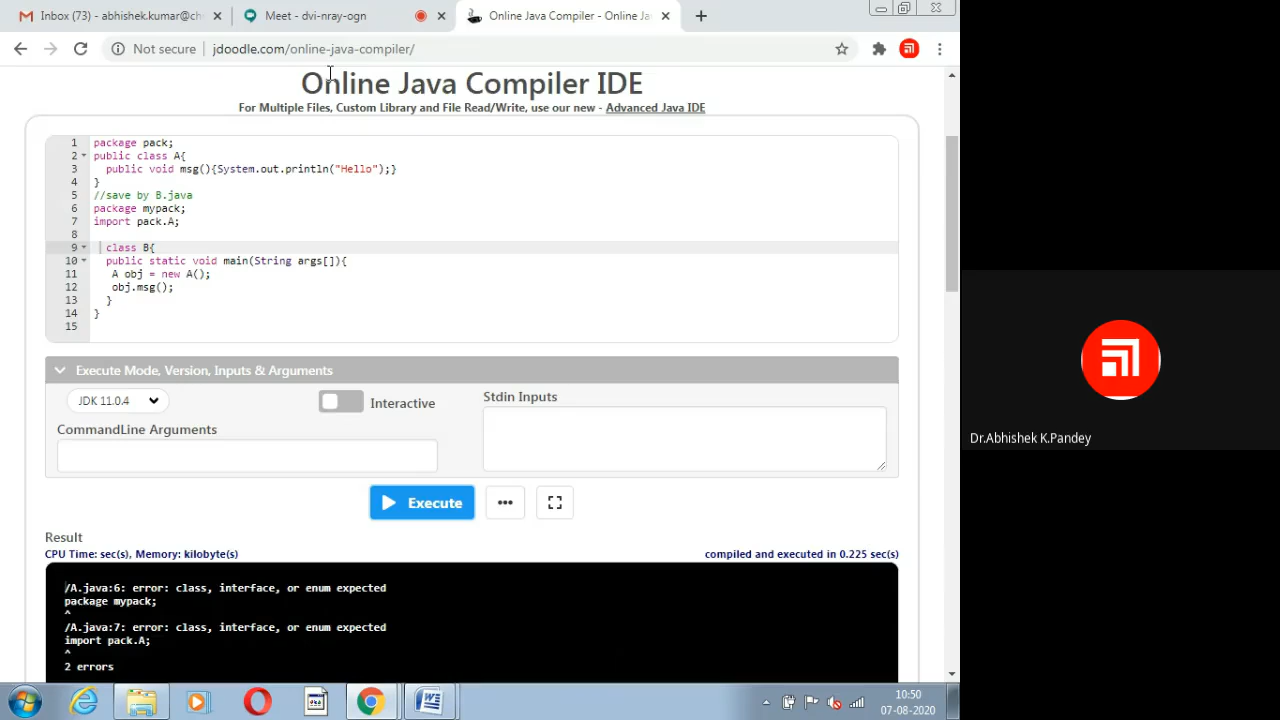 Inbox (73) - abhishek.kumar@ch
Meet - dvi-nray-ogn
Online Java Compiler - Online Ja
Not secure
jdoodle.com/online-java-compiler/
Online Java Compiler IDE
For Multiple Files, Custom Library and File Read/Write, use our new - Advanced Java IDE
1 package pack;
2 public class A{
3 public void msg(){System.out.println("Hello");}
4 }
5 //save by B.java
6 package mypack;
7 import pack.A;
8
9 class B{
10 public static void main(String args[]){
11 A obj = new A();
12 obj.msg();
13 }
14 }
15
Execute Mode, Version, Inputs & Arguments
JDK 11.0.4
Interactive
Stdin Inputs
CommandLine Arguments
Execute
Result
CPU Time: sec(s), Memory: kilobyte(s)
compiled and executed in 0.225 sec(s)
/A.java:6: error: class, interface, or enum expected
package mypack;
^
/A.java:7: error: class, interface, or enum expected
import pack.A;
^
2 errors
Dr.Abhishek K.Pandey
10:50
07-08-2020